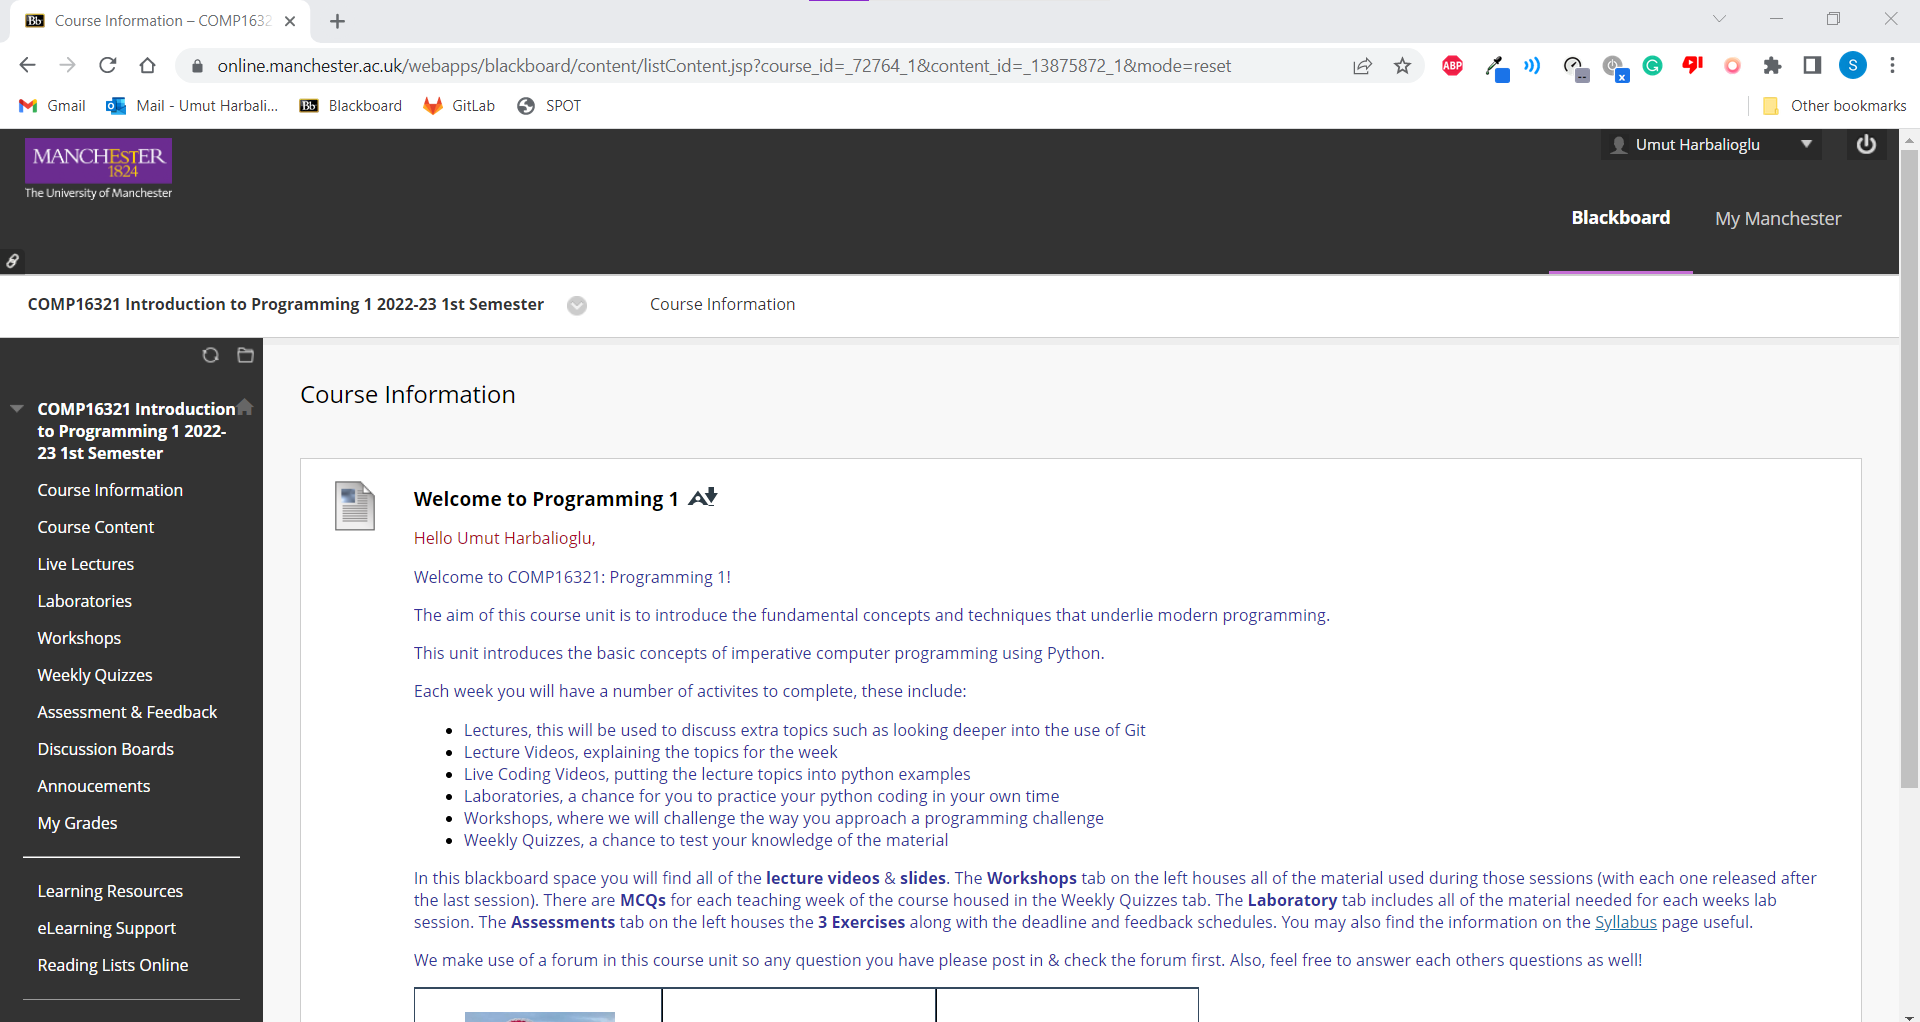 Bb Course Information – COMP1632
online.manchester.ac.uk/webapps/blackboard/content/listContent.jsp?course_id=_72764_1&content_id=_13875872_1&mode=reset
ABP
x
S
Gmail
Mail - Umut Harbali...
Bb Blackboard
GitLab
SPOT
Other bookmarks
MANCHESTER
1824
The University of Manchester
Umut Harbalioglu
Blackboard
My Manchester
COMP16321 Introduction to Programming 1 2022-23 1st Semester
Course Information
COMP16321 Introduction
to Programming 1 2022-
23 1st Semester
Course Information
Course Content
Live Lectures
Laboratories
Workshops
Weekly Quizzes
Assessment & Feedback
Discussion Boards
Annoucements
My Grades
Learning Resources
eLearning Support
Reading Lists Online
Course Information
Welcome to Programming 1
Hello Umut Harbalioglu,
Welcome to COMP16321: Programming 1!
The aim of this course unit is to introduce the fundamental concepts and techniques that underlie modern programming.
This unit introduces the basic concepts of imperative computer programming using Python.
Each week you will have a number of activites to complete, these include:
Lectures, this will be used to discuss extra topics such as looking deeper into the use of Git
Lecture Videos, explaining the topics for the week
Live Coding Videos, putting the lecture topics into python examples
Laboratories, a chance for you to practice your python coding in your own time
Workshops, where we will challenge the way you approach a programming challenge
Weekly Quizzes, a chance to test your knowledge of the material
In this blackboard space you will find all of the lecture videos & slides. The Workshops tab on the left houses all of the material used during those sessions (with each one released after
the last session). There are MCQs for each teaching week of the course housed in the Weekly Quizzes tab. The Laboratory tab includes all of the material needed for each weeks lab
session. The Assessments tab on the left houses the 3 Exercises along with the deadline and feedback schedules. You may also find the information on the Syllabus page useful.
We make use of a forum in this course unit so any question you have please post in & check the forum first. Also, feel free to answer each others questions as well!